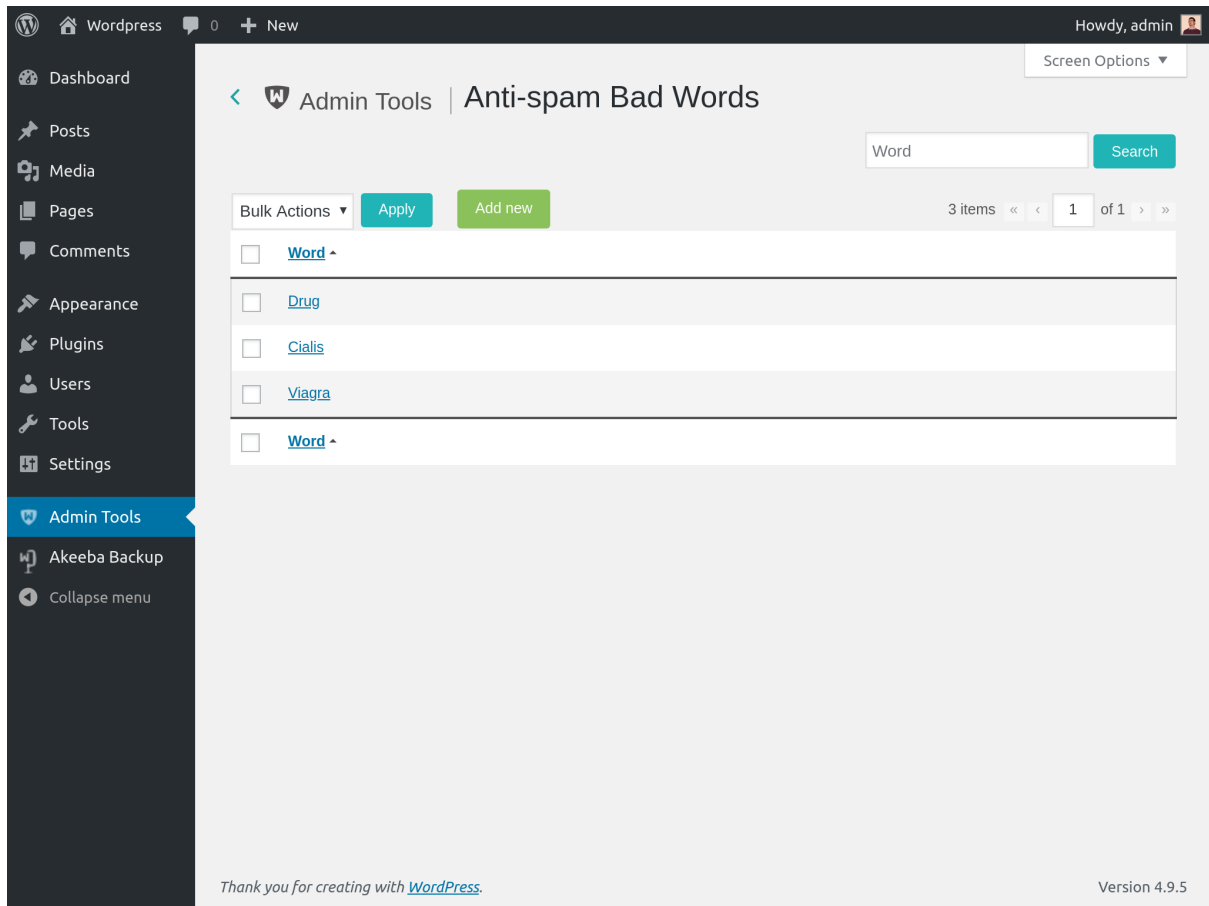 Wordpress 0 New Howdy, admin
Screen Options ▼
Dashboard
Posts
Media
Pages
Comments
Appearance
Plugins
Users
Tools
Settings
Admin Tools
Akeeba Backup
Collapse menu
Admin Tools | Anti-spam Bad Words
Word Search
Bulk Actions ▼ Apply Add new 3 items « ‹ 1 of 1 › »
Word
Drug
Cialis
Viagra
Word
Thank you for creating with WordPress. Version 4.9.5